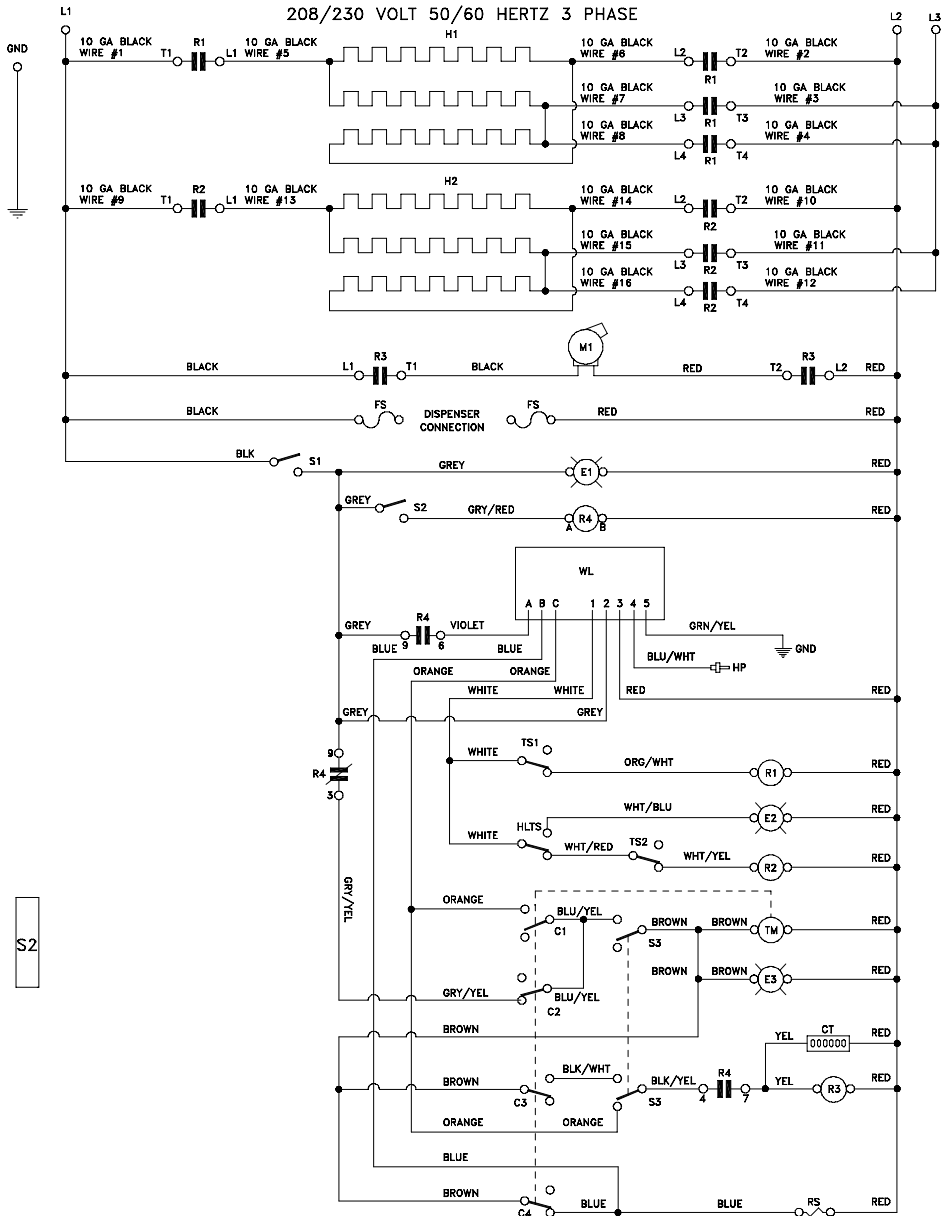 L1
208/230 VOLT 50/60 HERTZ 3 PHASE
L2
L3
GND
H1
10 GA BLACK
WIRE #1
T1
R1
L1
10 GA BLACK
WIRE #5
10 GA BLACK
WIRE #6
L2
R1
T2
10 GA BLACK
WIRE #2
10 GA BLACK
WIRE #7
L3
R1
T3
10 GA BLACK
WIRE #3
10 GA BLACK
WIRE #8
L4
R1
T4
10 GA BLACK
WIRE #4
H2
10 GA BLACK
WIRE #9
T1
R2
L1
10 GA BLACK
WIRE #13
10 GA BLACK
WIRE #14
L2
R2
T2
10 GA BLACK
WIRE #10
10 GA BLACK
WIRE #15
L3
R2
T3
10 GA BLACK
WIRE #11
10 GA BLACK
WIRE #16
L4
R2
T4
10 GA BLACK
WIRE #12
BLACK
L1
R3
T1
BLACK
M1
RED
T2
R3
L2
RED
BLACK
FS
DISPENSER
CONNECTION
FS
RED
RED
BLK
S1
GREY
E1
RED
GREY
S2
GRY/RED
A
R4
B
RED
WL
A B C 1 2 3 4 5
GREY
9
R4
6
VIOLET
GRN/YEL
GND
BLUE
BLUE
BLU/WHT
HP
ORANGE
ORANGE
WHITE
WHITE
RED
RED
GREY
GREY
9
R4
3
WHITE
TS1
ORG/WHT
R1
RED
WHT/BLU
E2
RED
WHITE
HLTS
WHT/RED
TS2
WHT/YEL
R2
RED
GRY/YEL
S2
ORANGE
C1
BLU/YEL
S3
BROWN
BROWN
TM
RED
BROWN
BROWN
E3
RED
GRY/YEL
C2
BLU/YEL
BROWN
YEL
CT
000000
RED
BROWN
C3
BLK/WHT
S3
BLK/YEL
4
R4
7
YEL
R3
RED
ORANGE
ORANGE
BLUE
BROWN
C4
BLUE
BLUE
RS
RED